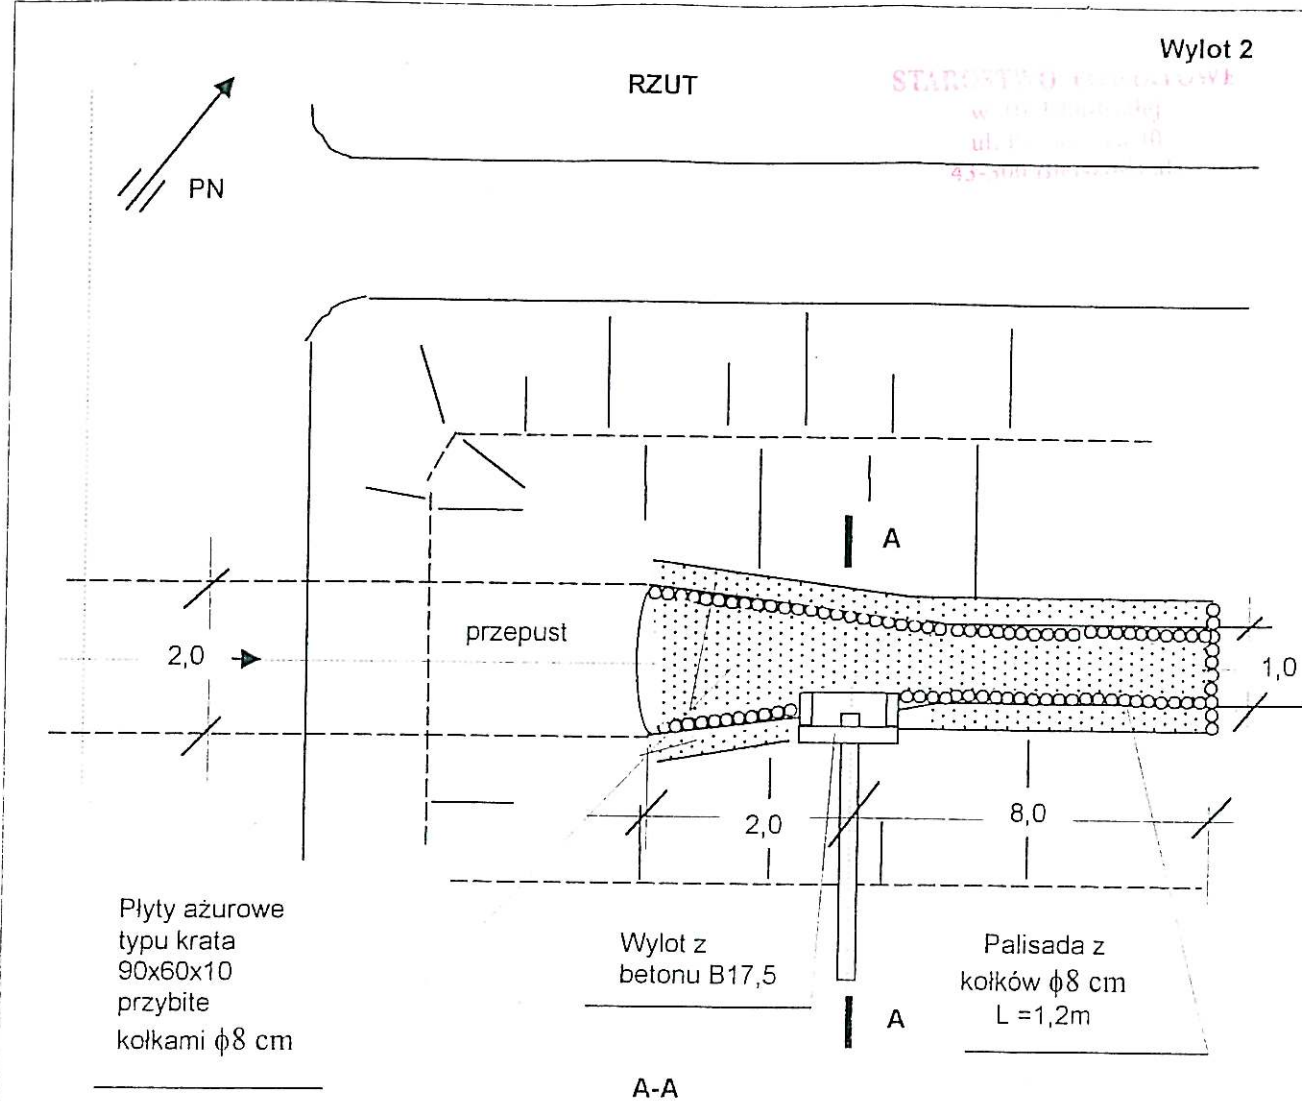 Wylot 2
RZUT
PN
A
przepust
2,0
1,0
2,0
8,0
Płyty ażurowe
typu krata
90x60x10
przybite
kołkami ϕ8 cm
Wylot z
betonu B17,5
Palisada z
kołków ϕ8 cm
L =1,2m
A
A-A